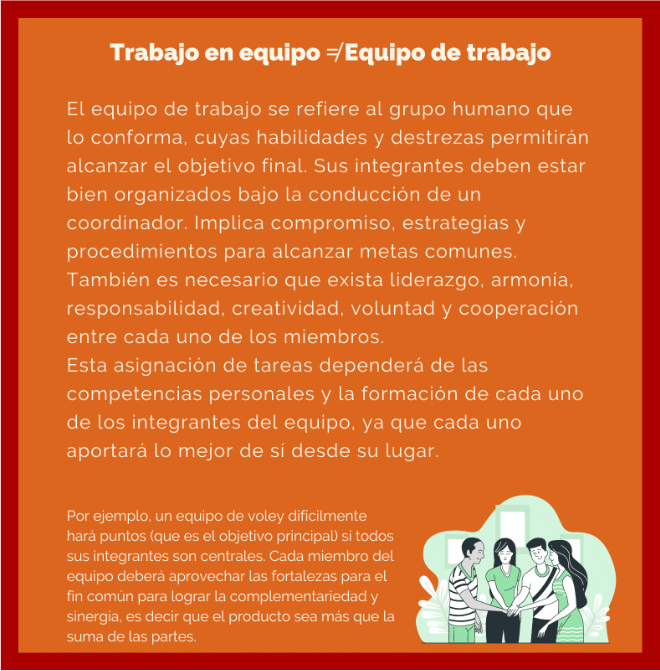 Trabajo en equipo ≠ Equipo de trabajo
El equipo de trabajo se refiere al grupo humano que
lo conforma, cuyas habilidades y destrezas permitirán
alcanzar el objetivo final. Sus integrantes deben estar
bien organizados bajo la conducción de un
coordinador. Implica compromiso, estrategias y
procedimientos para alcanzar metas comunes.
También es necesario que exista liderazgo, armonía,
responsabilidad, creatividad, voluntad y cooperación
entre cada uno de los miembros.
Esta asignación de tareas dependerá de las
competencias personales y la formación de cada uno
de los integrantes del equipo, ya que cada uno
aportará lo mejor de sí desde su lugar.
Por ejemplo, un equipo de voley difícilmente
hará puntos (que es el objetivo principal) si todos
sus integrantes son centrales. Cada miembro del
equipo deberá aprovechar las fortalezas para el
fin común para lograr la complementariedad y
sinergia, es decir que el producto sea más que la
suma de las partes.